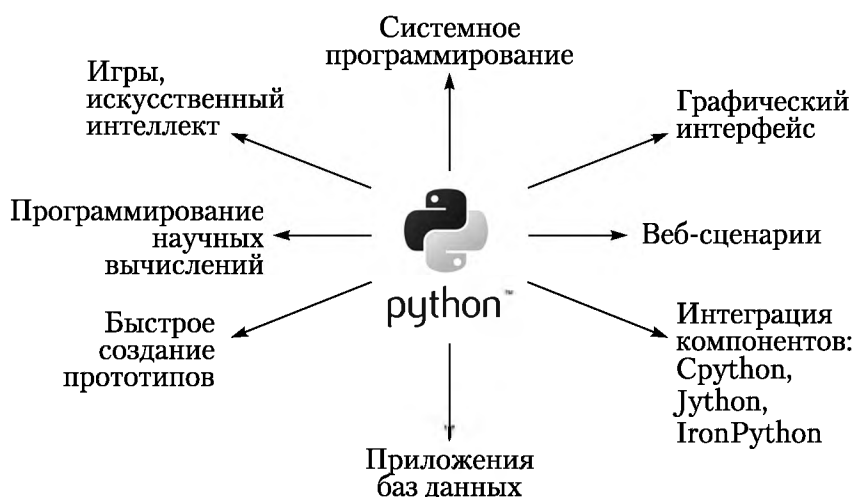 Системное
программирование
Игры,
искусственный
интеллект
Графический
интерфейс
Программирование
научных
вычислений
Веб-сценарии
python™
Быстрое
создание
прототипов
Интеграция
компонентов:
Cpython,
Jython,
IronPython
Приложения
баз данных